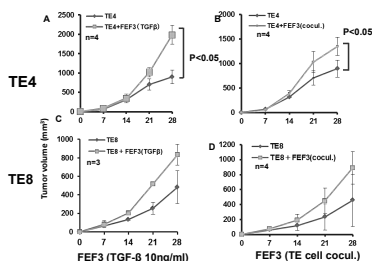 A
TE4
TE4+FEF3(TGFβ)
n=4
P<0.05
2500
2000
1500
1000
500
0
0 7 14 21 28
B
TE4
TE4+FEF3(cocul.)
n=4
P<0.05
2000
1500
1000
500
0
0 7 14 21 28
TE4
C
TE8
TE8 + FEF3(TGFβ)
n=3
1000
800
600
400
200
0
0 7 14 21 28
D
TE8
TE8 + FEF3(cocul.)
n=4
1200
1000
800
600
400
200
0
0 7 14 21 28
TE8
Tumor volume (mm³)
FEF3 (TGF-β 10ng/ml)
FEF3 (TE cell cocul.)